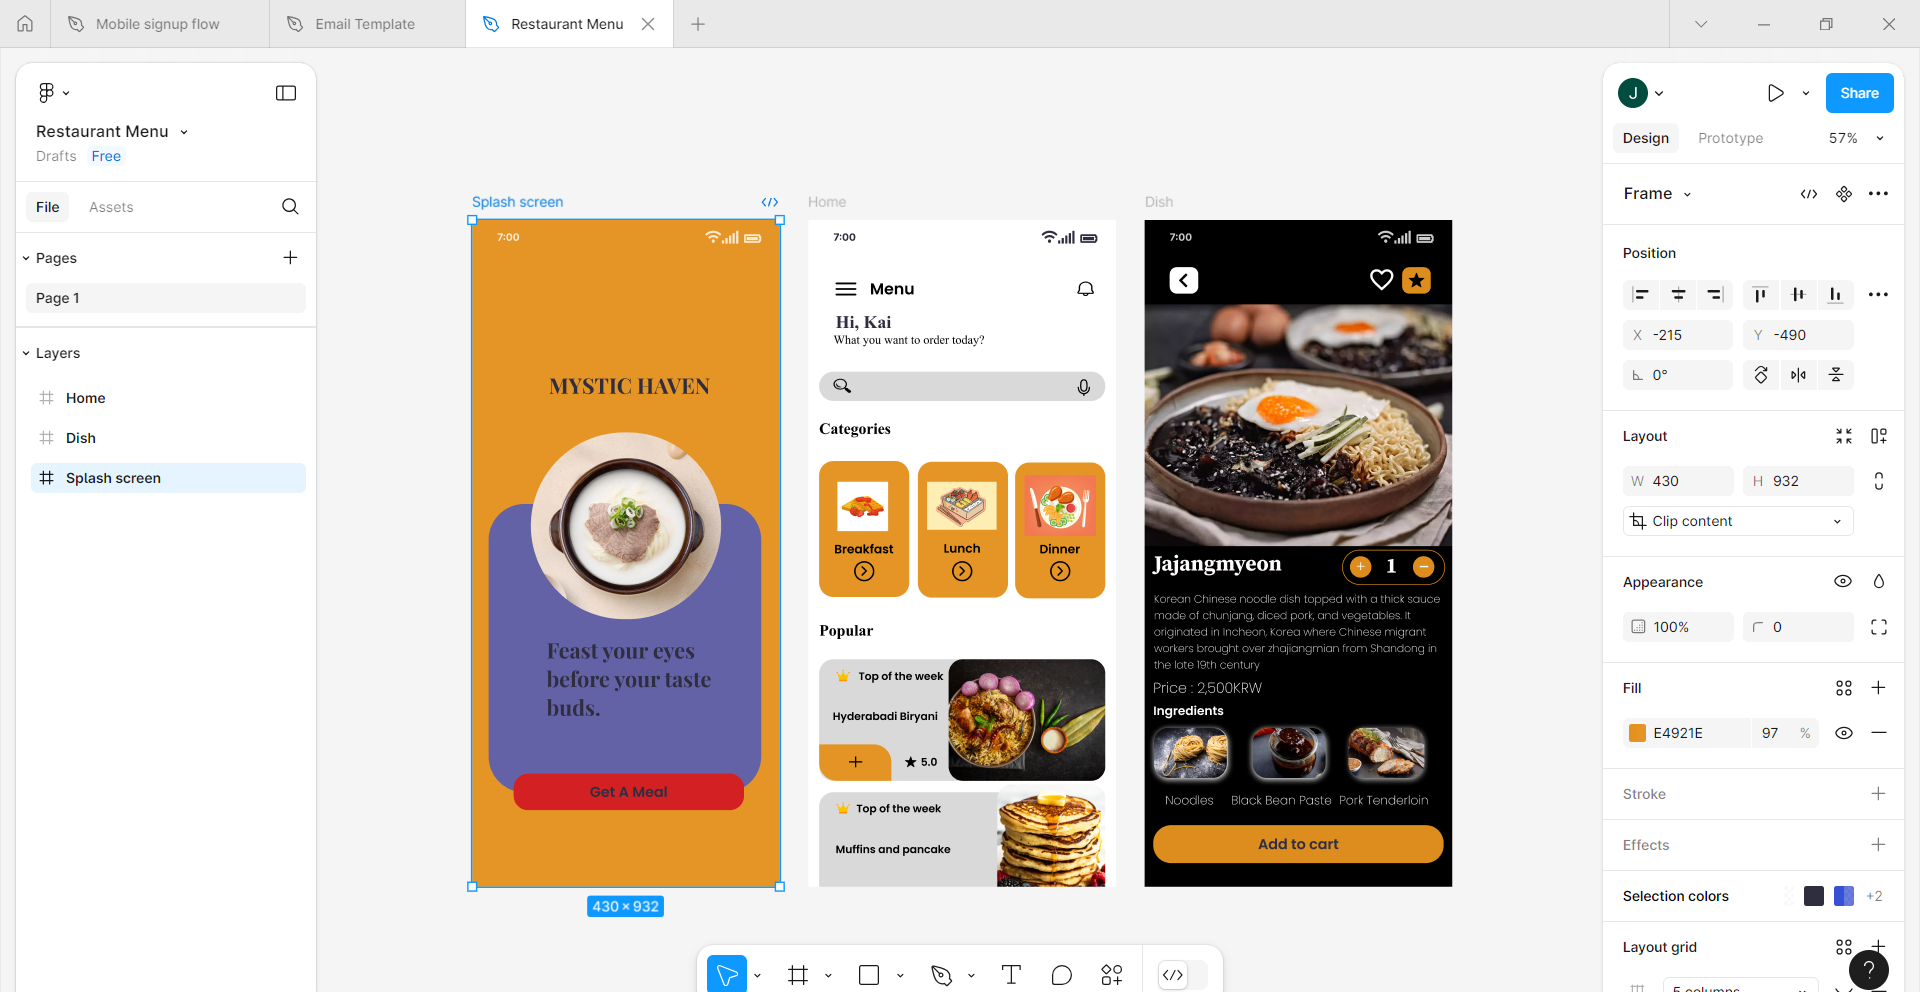 Mobile signup flow
Email Template
Restaurant Menu
Restaurant Menu
Drafts
Free
File
Assets
Pages
Page 1
Layers
Home
Dish
Splash screen
Splash screen
7:00
MYSTIC HAVEN
Feast your eyes
before your taste
buds.
Get A Meal
430 × 932
Home
7:00
Menu
Hi, Kai
What you want to order today?
Categories
Breakfast
Lunch
Dinner
Popular
Top of the week
Hyderabadi Biryani
5.0
Top of the week
Muffins and pancake
Dish
7:00
Jajangmyeon
1
Korean Chinese noodle dish topped with a thick sauce
made of chunjang, diced pork, and vegetables. It
originated in Incheon, Korea where Chinese migrant
workers brought over zhajiangmian from Shandong in
the late 19th century
Price : 2,500KRW
Ingredients
Noodles
Black Bean Paste
Pork Tenderloin
Add to cart
J
Share
Design
Prototype
57%
Frame
Position
X -215
Y -490
0°
Layout
W 430
H 932
Clip content
Appearance
100%
0
Fill
E4921E
97 %
Stroke
Effects
Selection colors
+2
Layout grid
5 columns
?